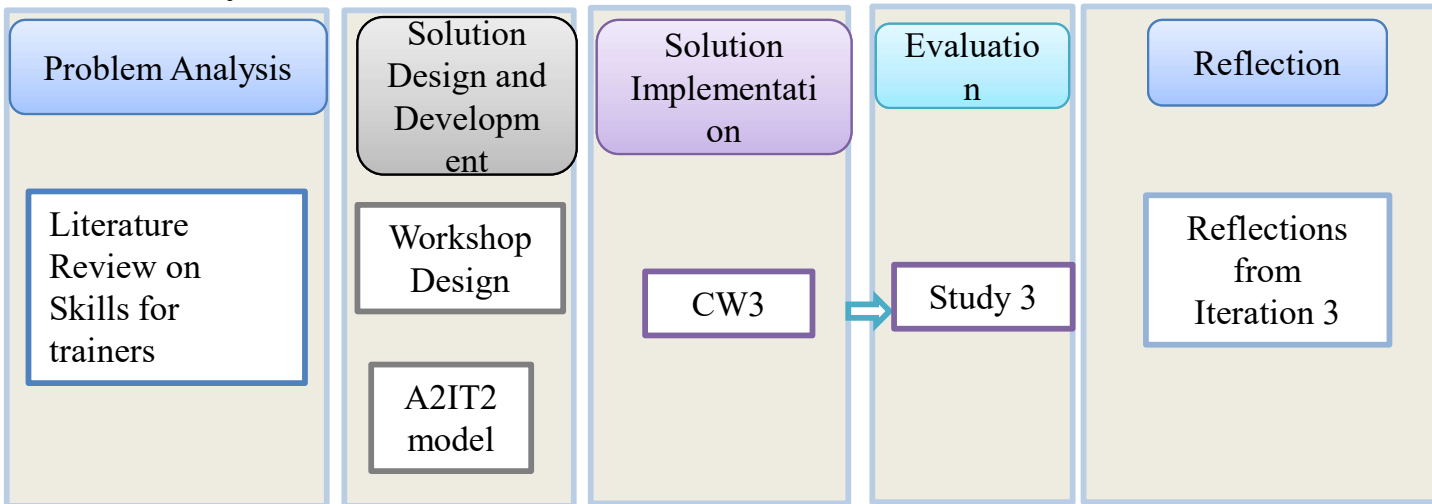 Problem Analysis
Literature
Review on
Skills for
trainers
Solution
Design and
Developm
ent
Workshop
Design
A2IT2
model
Solution
Implementati
on
CW3
Evaluatio
n
Study 3
Reflection
Reflections
from
Iteration 3